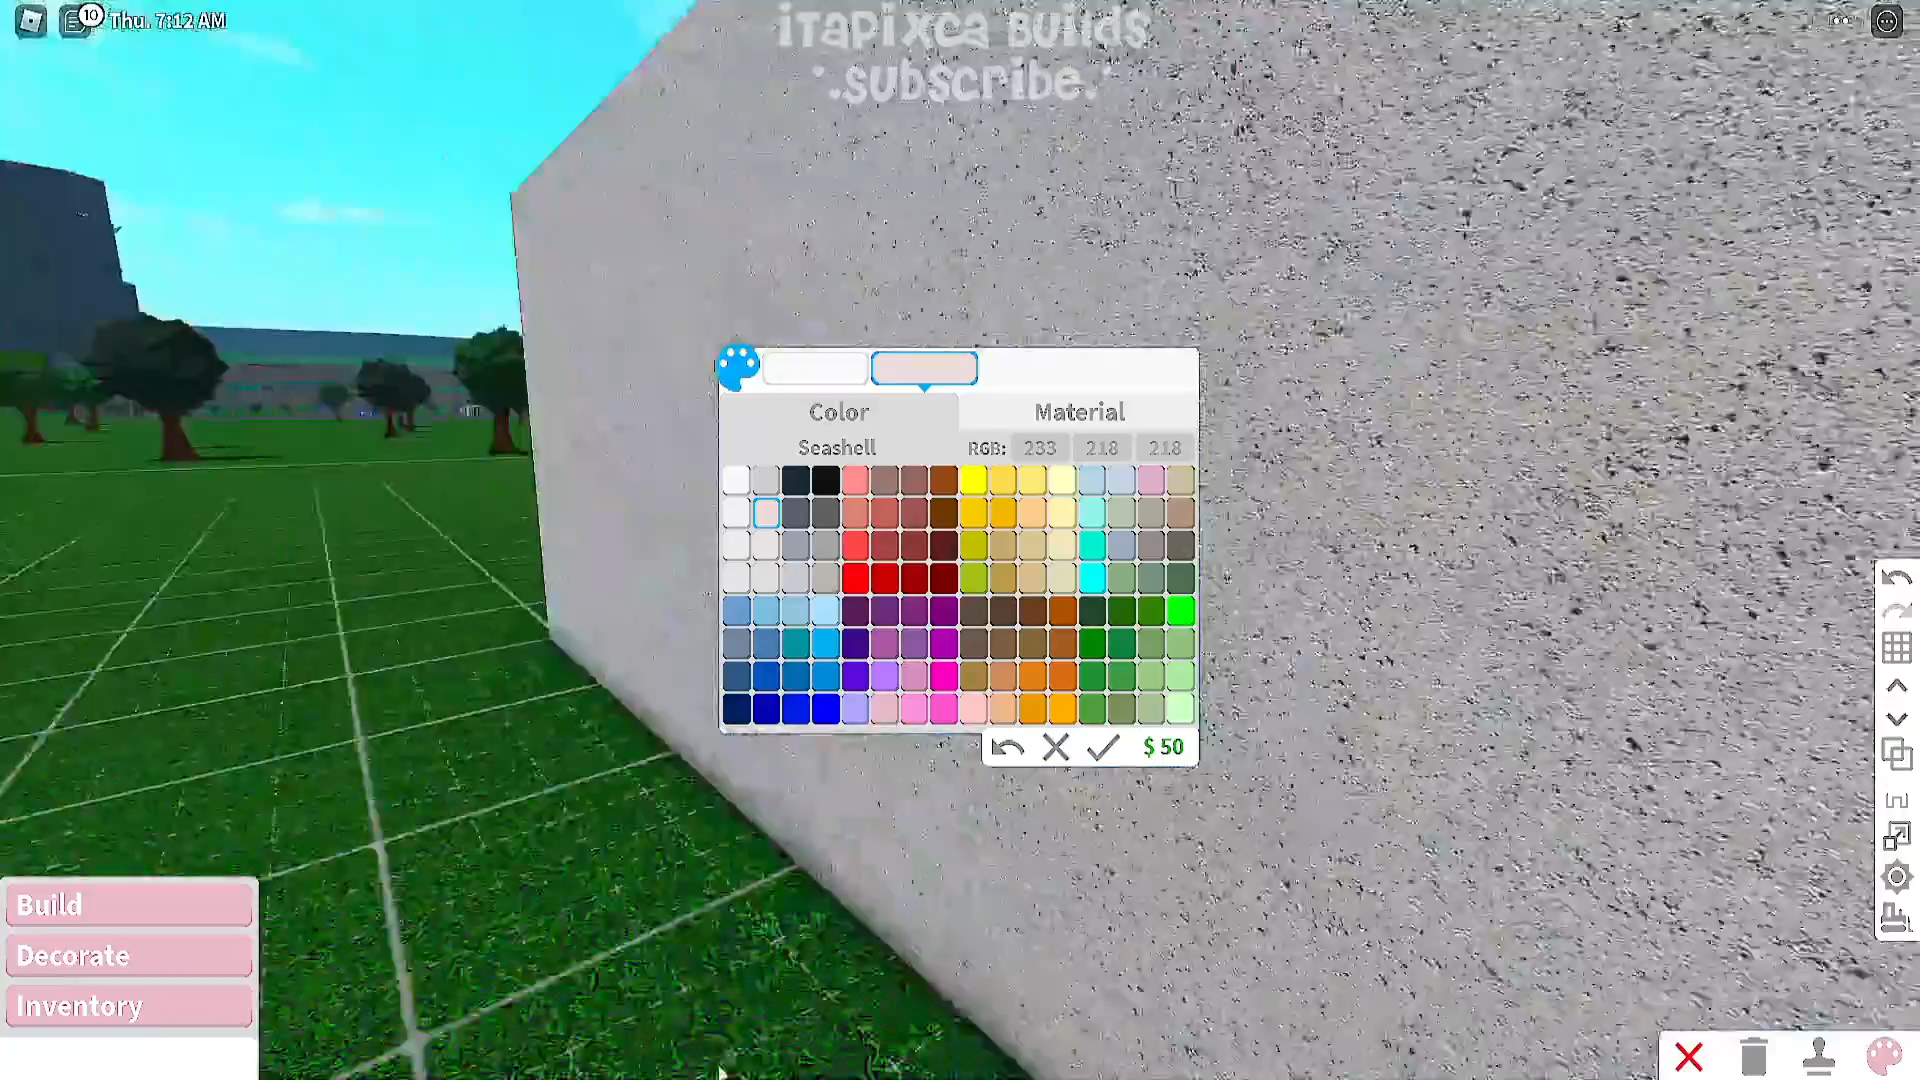 10
Thu. 7:12 AM
iTapixca Builds
.subscribe.
Color
Material
Seashell
RGB: 233 218 218
$ 50
Build
Decorate
Inventory